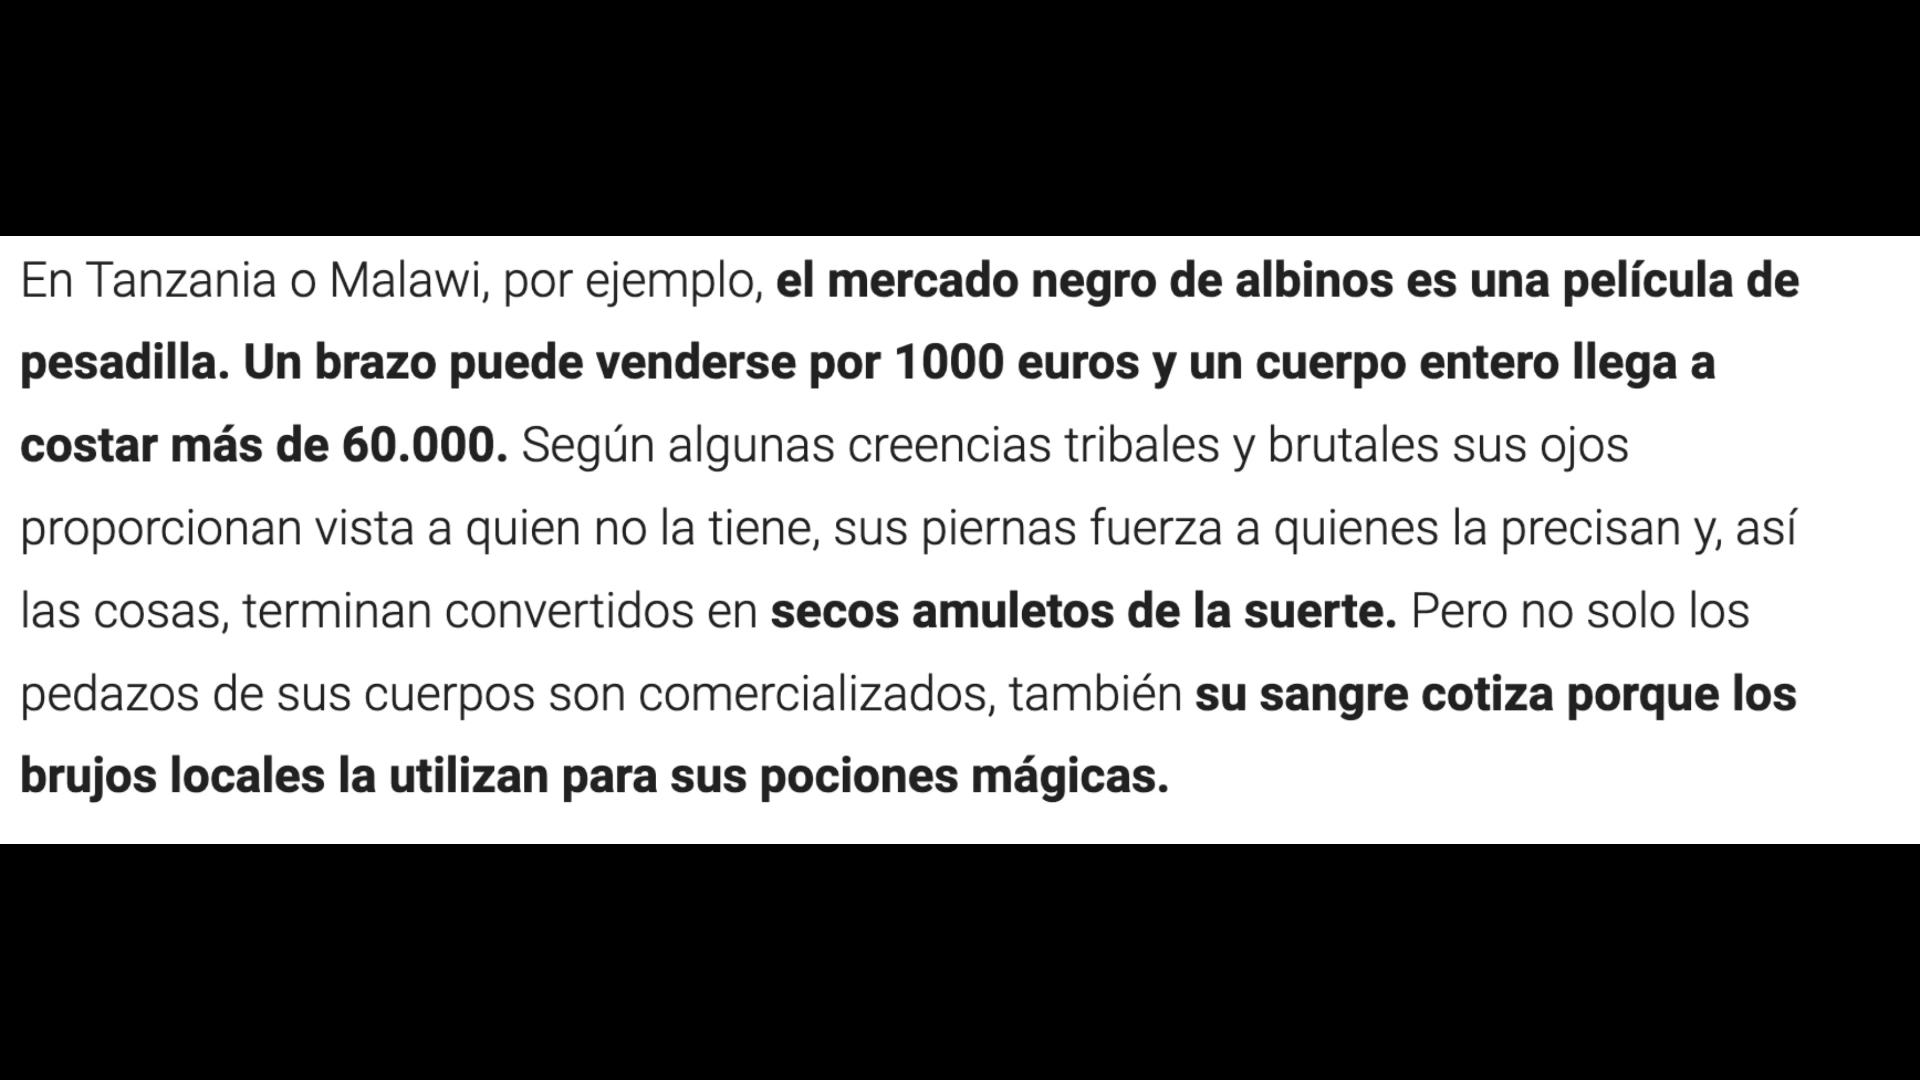 En Tanzania o Malawi, por ejemplo, el mercado negro de albinos es una película de
pesadilla. Un brazo puede venderse por 1000 euros y un cuerpo entero llega a
costar más de 60.000. Según algunas creencias tribales y brutales sus ojos
proporcionan vista a quien no la tiene, sus piernas fuerza a quienes la precisan y, así
las cosas, terminan convertidos en secos amuletos de la suerte. Pero no solo los
pedazos de sus cuerpos son comercializados, también su sangre cotiza porque los
brujos locales la utilizan para sus pociones mágicas.